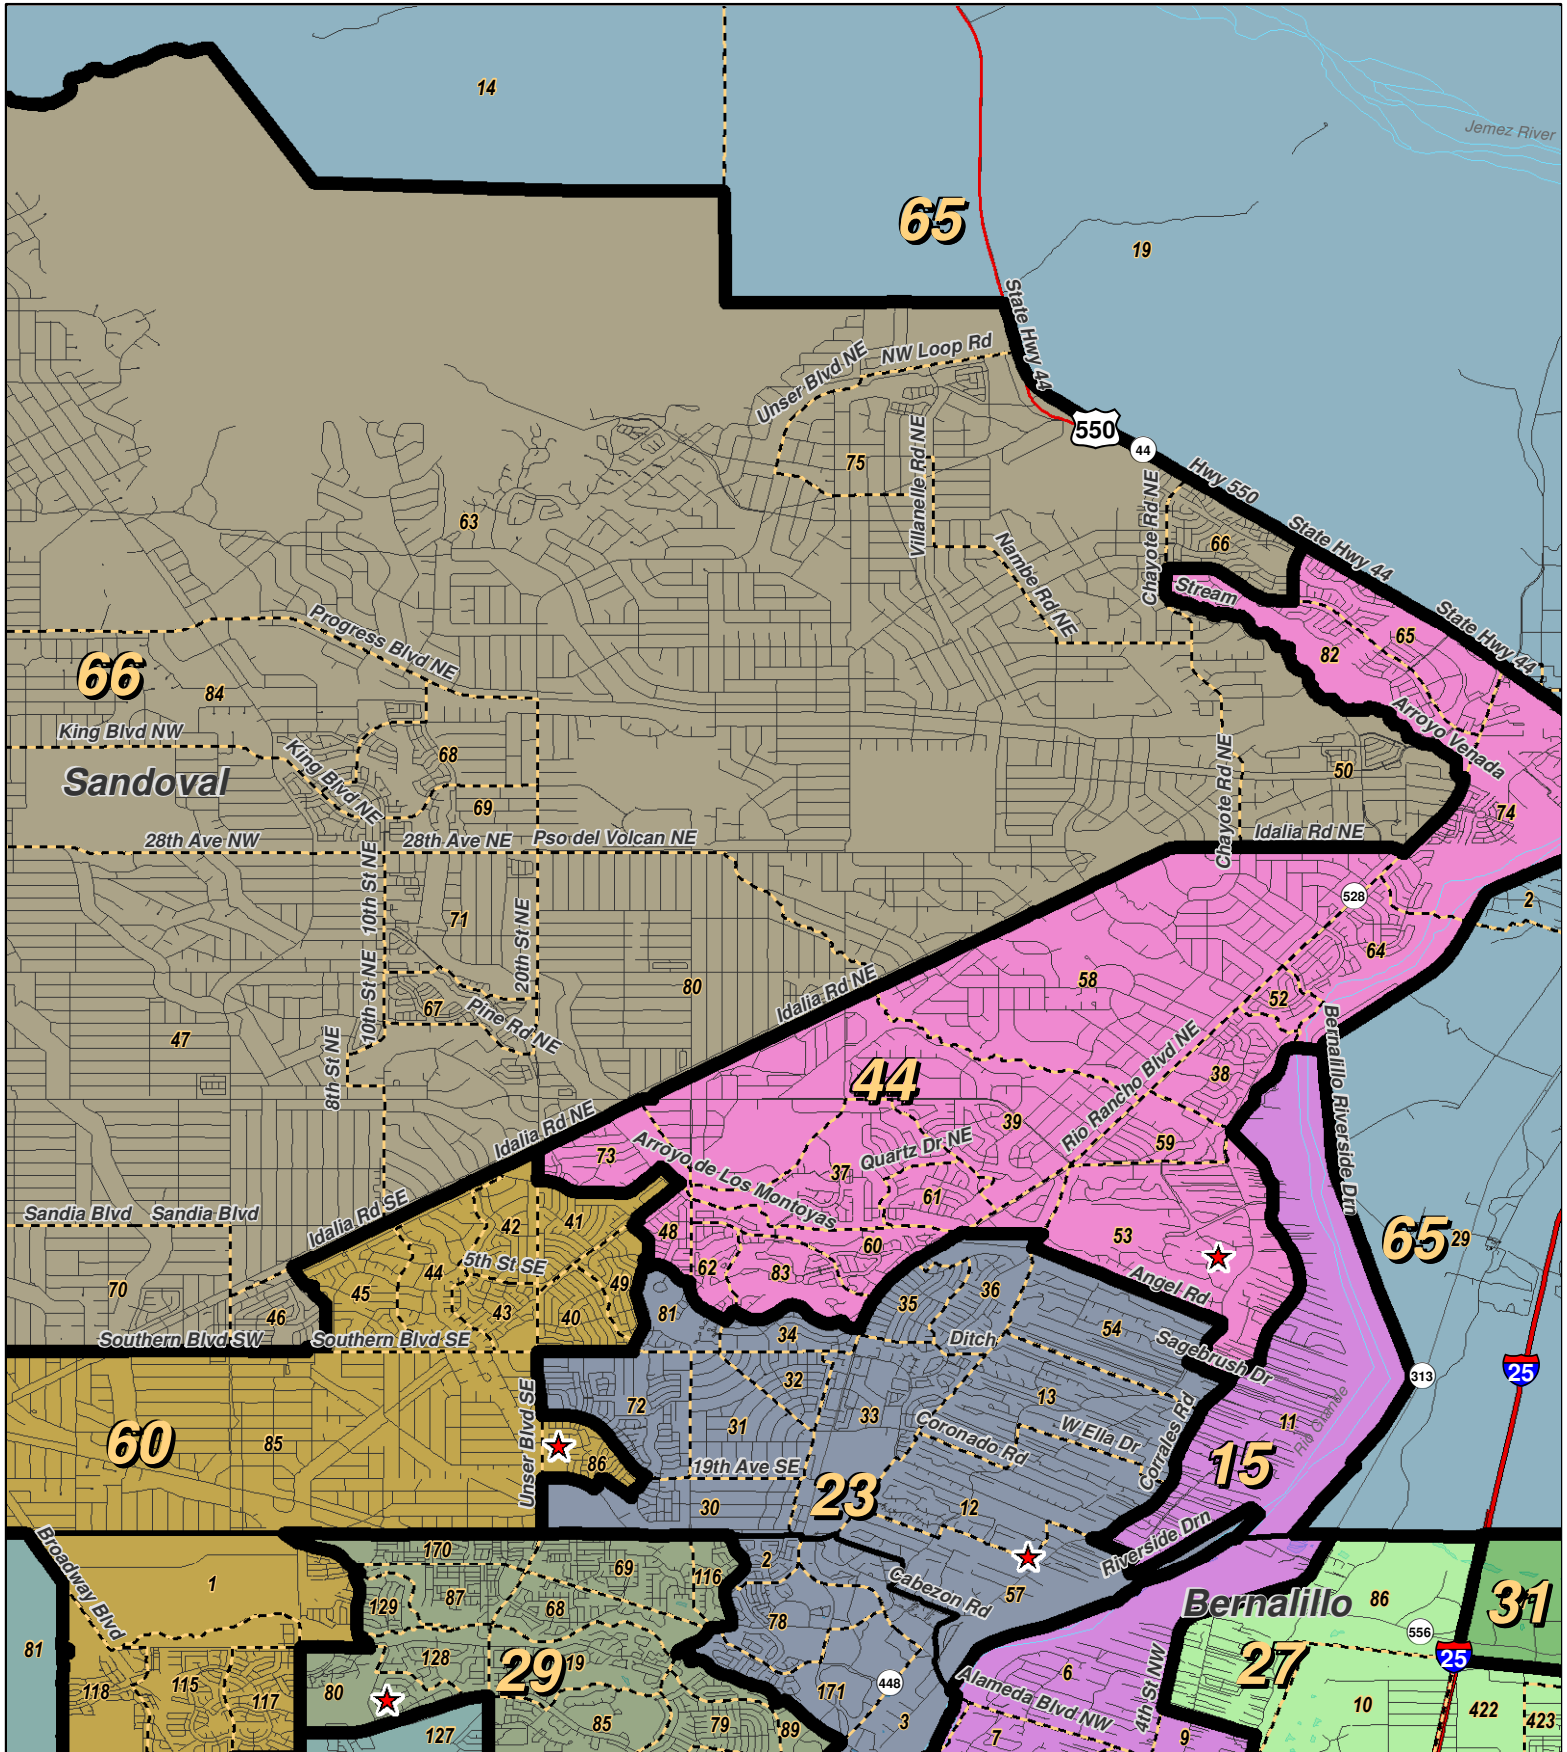 14
Jemez River
65
19
State Hwy 44
NW Loop Rd
Unser Blvd NE
550
44
Hwy 550
75
Villanelle Rd NE
Chayote Rd NE
63
66
State Hwy 44
Nambe Rd NE
Stream
State Hwy 44
65
82
Progress Blvd NE
66
84
Arroyo Venada
King Blvd NW
King Blvd NE
68
Chayote Rd NE
50
Sandoval
69
74
28th Ave NW
28th Ave NE
Pso del Volcan NE
Idalia Rd NE
10th St NE
528
2
71
20th St NE
64
80
58
Idalia Rd NE
52
10th St NE
67
Pine Rd NE
Bernalillo Riverside Drn
47
8th St NE
Rio Rancho Blvd NE
44
38
Idalia Rd NE
39
59
73
Arroyo de Los Montoyas
Quartz Dr NE
37
61
Sandia Blvd
Sandia Blvd
Idalia Rd SE
42
41
48
53
65
29
60
5th St SE
44
62
83
49
45
43
40
70
46
81
35
36
Angel Rd
54
34
Southern Blvd SW
Southern Blvd SE
Ditch
Sagebrush Dr
313
25
32
13
72
33
31
Unser Blvd SE
Coronado Rd
W Ella Dr
Corrales Rd
11
Rio Grande
60
85
86
19th Ave SE
15
23
30
12
Riverside Drn
Broadway Blvd
170
2
69
116
Cabezon Rd
57
1
129
87
68
Bernalillo
86
31
78
556
81
128
29
19
27
25
118
115
117
80
171
448
6
Alameda Blvd NW
4th St NW
10
422
423
127
85
79
89
3
7
9